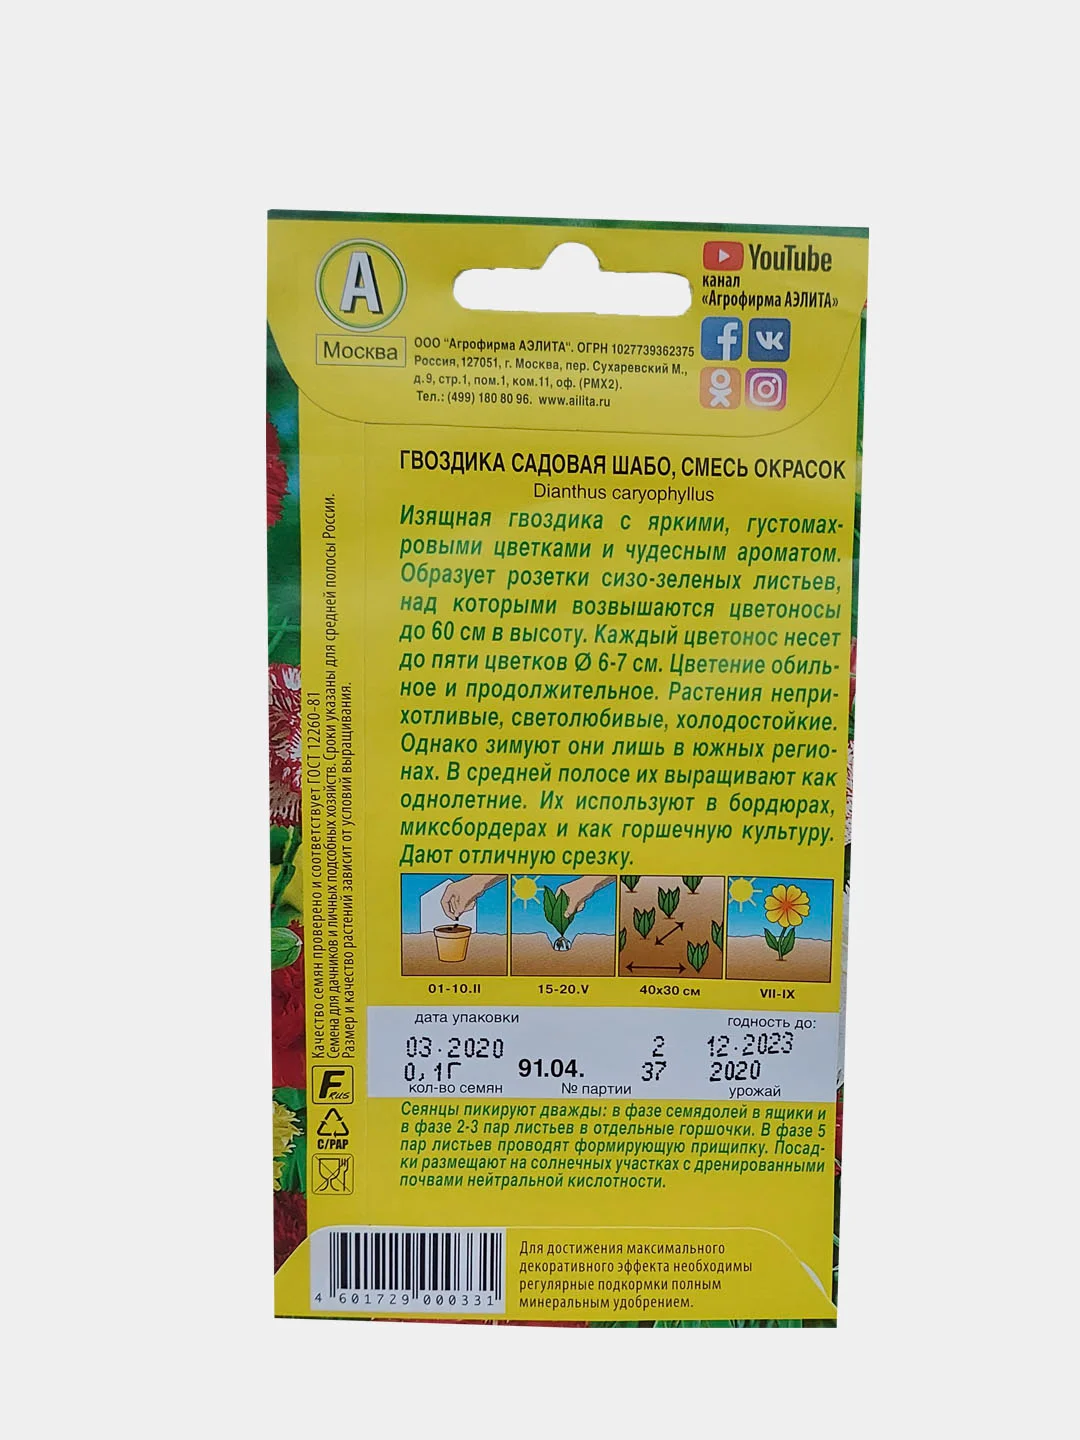 А
Москва
ООО "Агрофирма АЭЛИТА". ОГРН 1027739362375
Россия,127051, г. Москва, пер. Сухаревский М.,
д.9, стр.1, пом.1, ком.11, оф. (РМХ2).
Тел.: (499) 180 80 96. www.ailita.ru
YouTube
канал
«Агрофирма АЭЛИТА»
ГВОЗДИКА САДОВАЯ ШАБО, СМЕСЬ ОКРАСОК
Dianthus caryophyllus
Изящная гвоздика с яркими, густомах-
ровыми цветками и чудесным ароматом.
Образует розетки сизо-зеленых листьев,
над которыми возвышаются цветоносы
до 60 см в высоту. Каждый цветонос несет
до пяти цветков Ø 6-7 см. Цветение обиль-
ное и продолжительное. Растения непри-
хотливые, светолюбивые, холодостойкие.
Однако зимуют они лишь в южных регио-
нах. В средней полосе их выращивают как
однолетние. Их используют в бордюрах,
миксбордерах и как горшечную культуру.
Дают отличную срезку.
01-10.II 15-20.V 40х30 см VII-IX
дата упаковки годность до:
03.2020 2 12.2023
0,1Г 91.04. 37 2020
кол-во семян № партии урожай
Сеянцы пикируют дважды: в фазе семядолей в ящики и
в фазе 2-3 пар листьев в отдельные горшочки. В фазе 5
пар листьев проводят формирующую прищипку. Посад-
ки размещают на солнечных участках с дренированными
почвами нейтральной кислотности.
Качество семян проверено и соответствует ГОСТ 12260-81
Семена для дачников и личных подсобных хозяйств. Сроки указаны для средней полосы России.
Размер и качество растений зависит от условий выращивания.
F RUS
C/PAP
4 601729 000331
Для достижения максимального
декоративного эффекта необходимы
регулярные подкормки полным
минеральным удобрением.